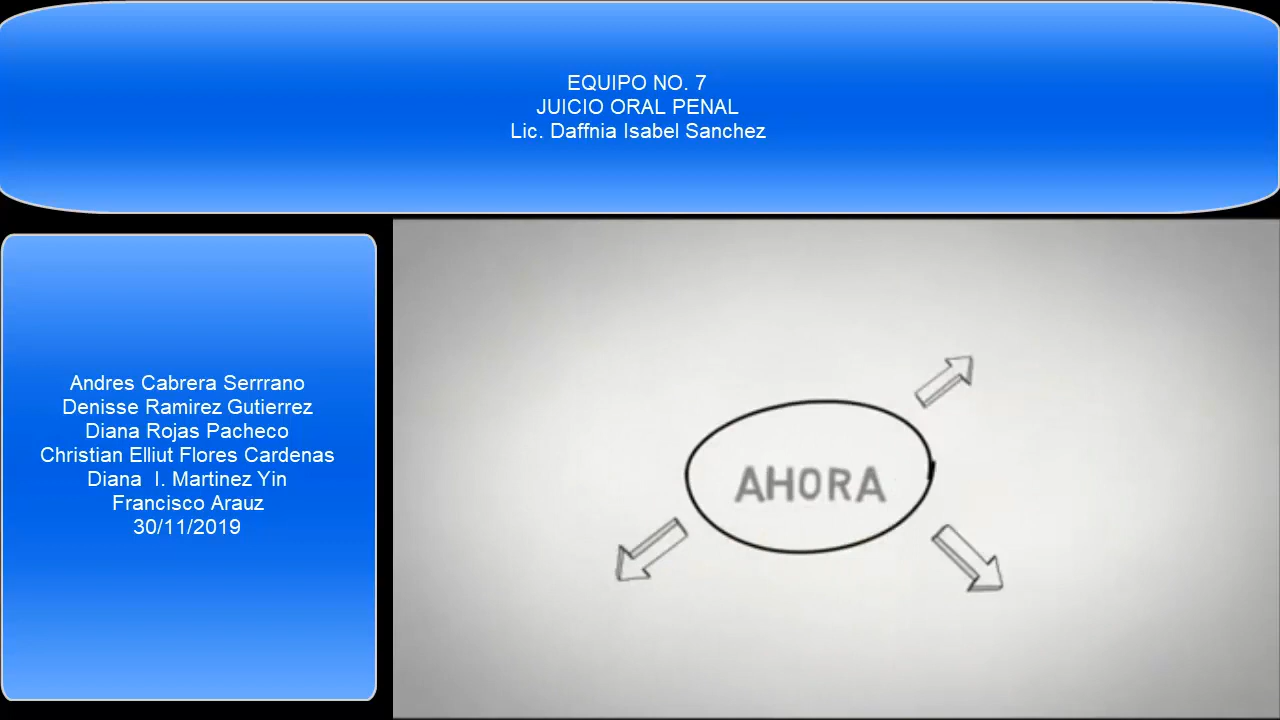 EQUIPO NO. 7
JUICIO ORAL PENAL
Lic. Daffnia Isabel Sanchez
Andres Cabrera Serrrano
Denisse Ramirez Gutierrez
Diana Rojas Pacheco
Christian Elliut Flores Cardenas
Diana  I. Martinez Yin
Francisco Arauz
30/11/2019
AHORA